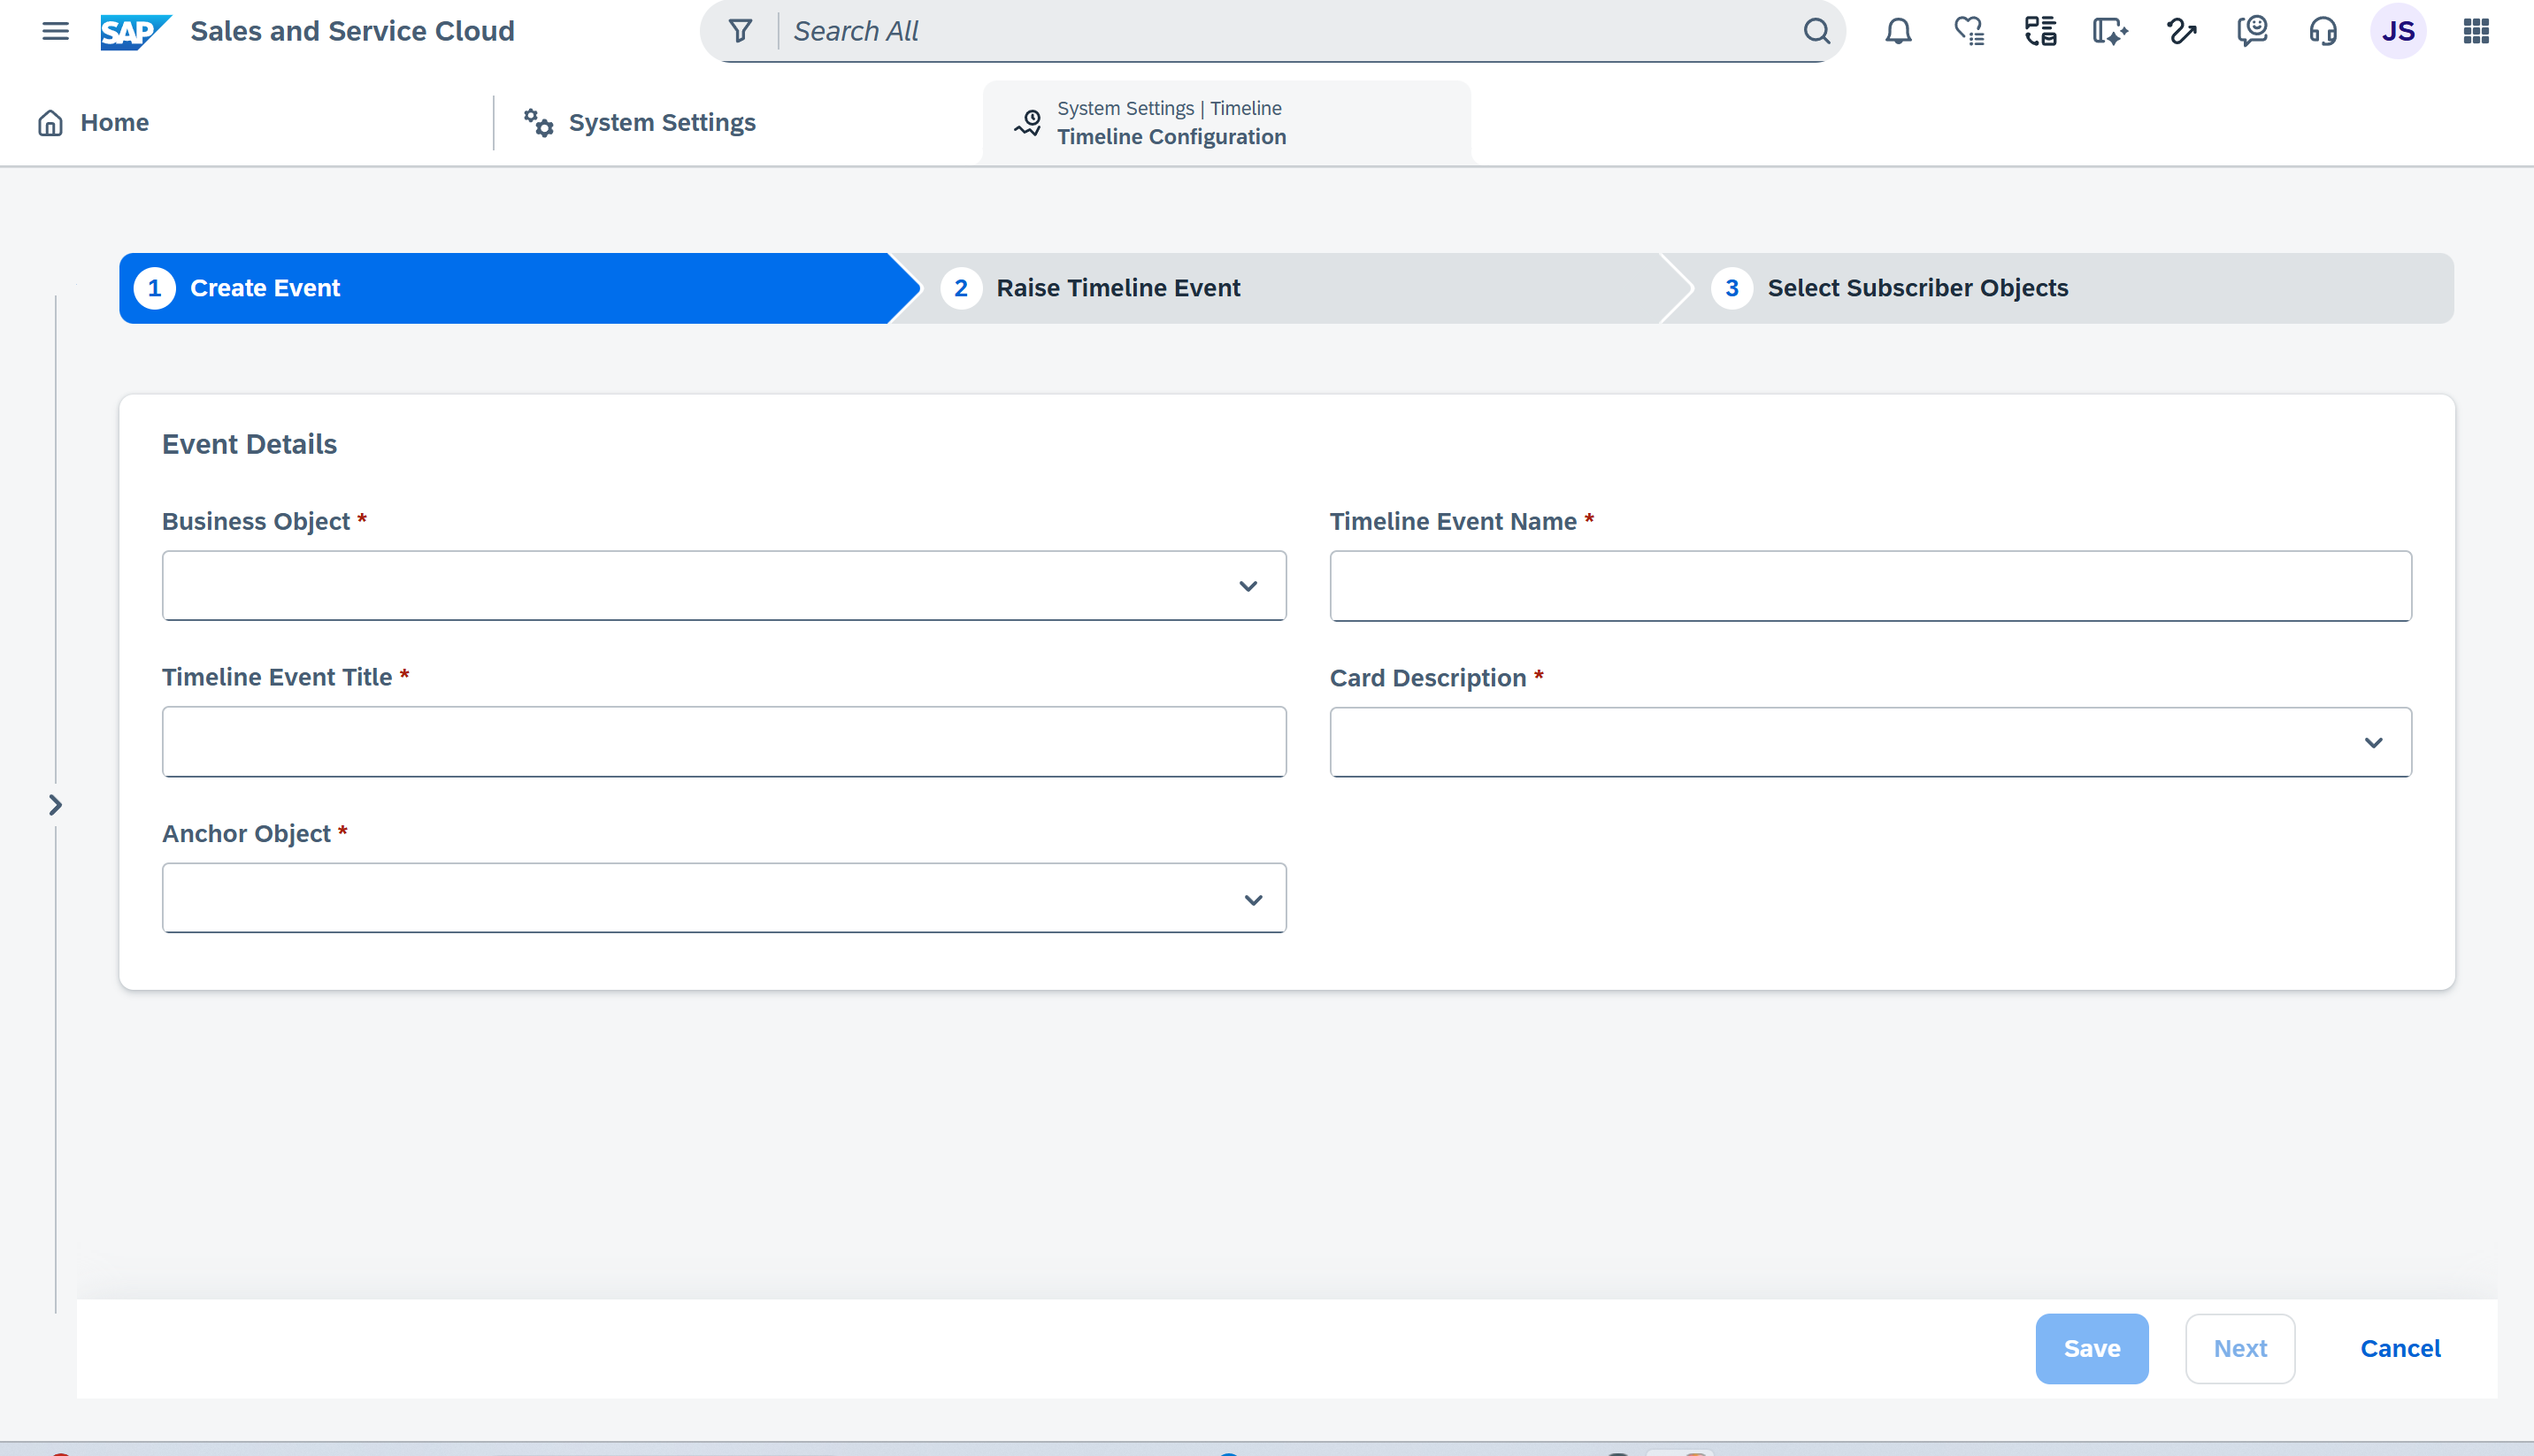 SAP Sales and Service Cloud
Search All
JS
Home
System Settings
System Settings | Timeline
Timeline Configuration
1 Create Event
2 Raise Timeline Event
3 Select Subscriber Objects
Event Details
Business Object *
Timeline Event Name *
Timeline Event Title *
Card Description *
Anchor Object *
Save
Next
Cancel